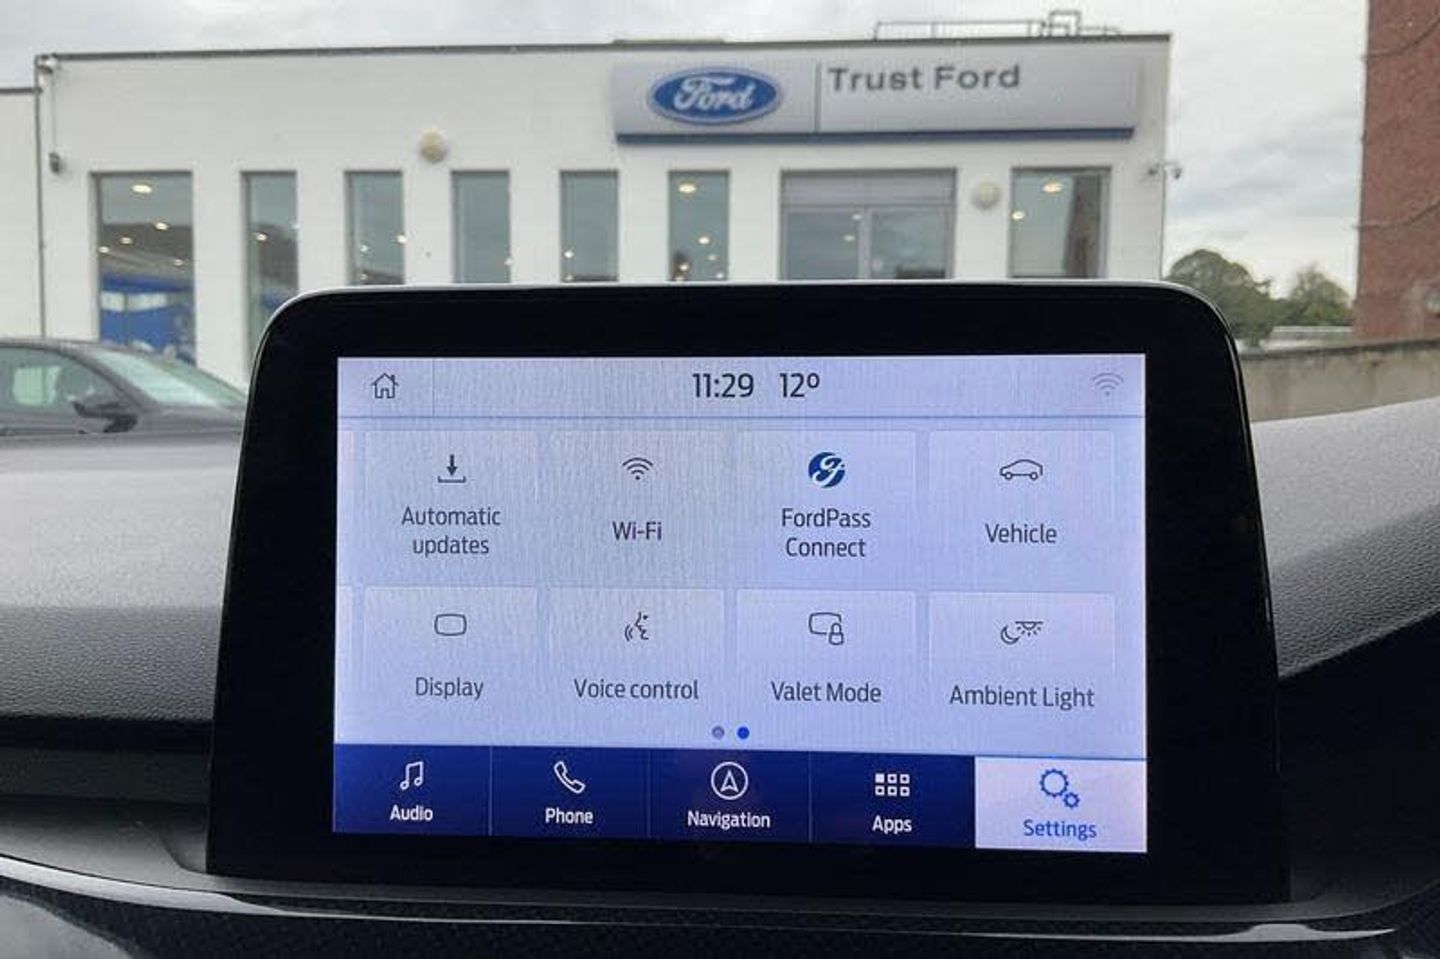 Ford
Trust Ford
11:29 12º
Automatic
updates
Wi-Fi
FordPass
Connect
Vehicle
Display
Voice control
Valet Mode
Ambient Light
Audio
Phone
Navigation
Apps
Settings